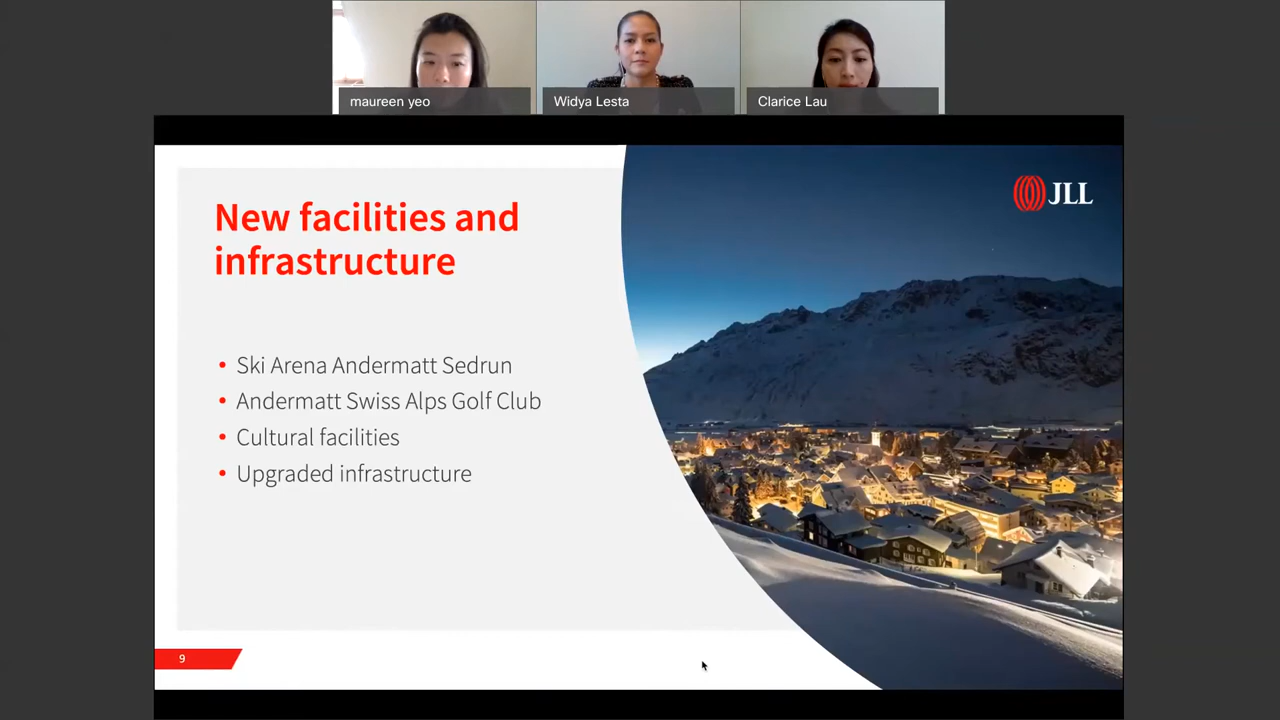 maureen yeo
Widya Lesta
Clarice Lau
JLL
New facilities and
infrastructure
• Ski Arena Andermatt Sedrun
• Andermatt Swiss Alps Golf Club
• Cultural facilities
• Upgraded infrastructure
9